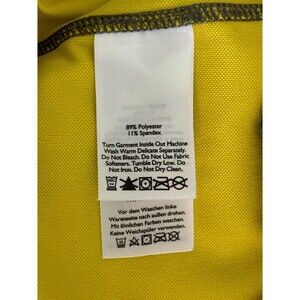 89% Polyester
11% Spandex
Turn Garment Inside Out Machine
Wash Warm Delicate Separately.
Do Not Bleach. Do Not Use Fabric
Softeners. Tumble Dry Low. Do
Not Iron. Do Not Dry Clean.
Vor dem Waschen linke
Warenseite nach außen drehen.
Mit ähnlichen Farben waschen.
Keine Weichspüler verwenden.